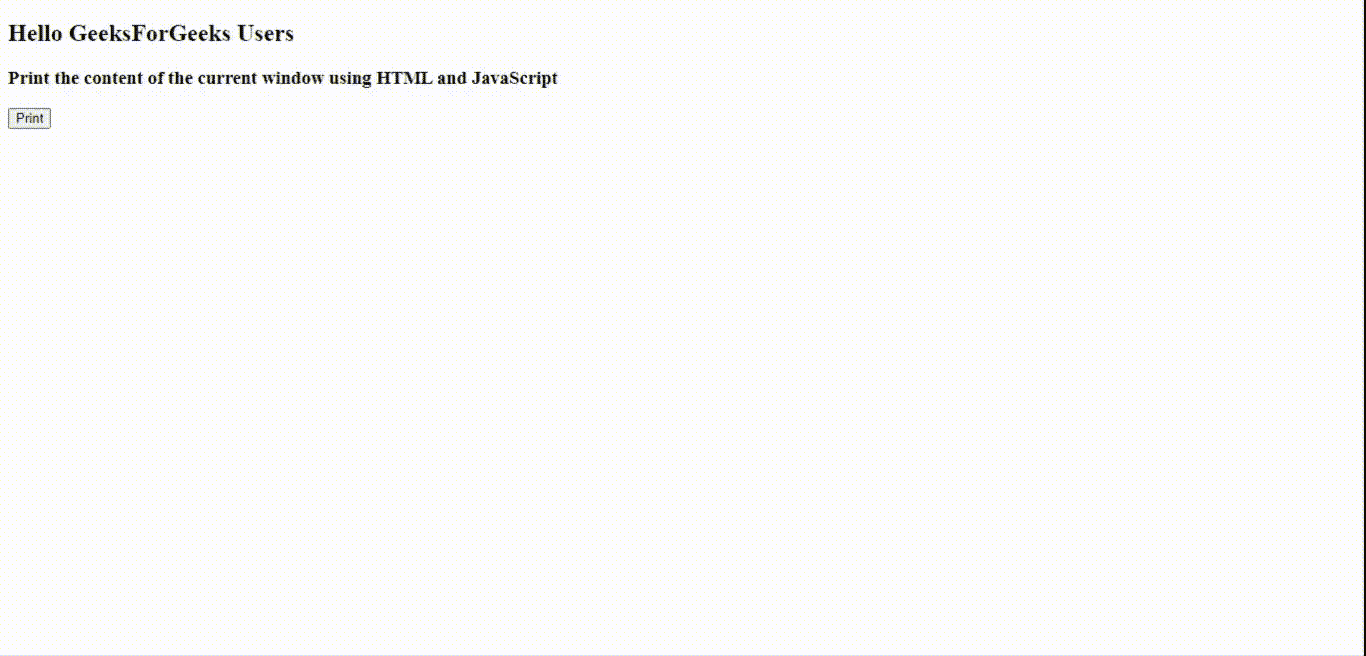 Hello GeeksForGeeks Users
Print the content of the current window using HTML and JavaScript
Print